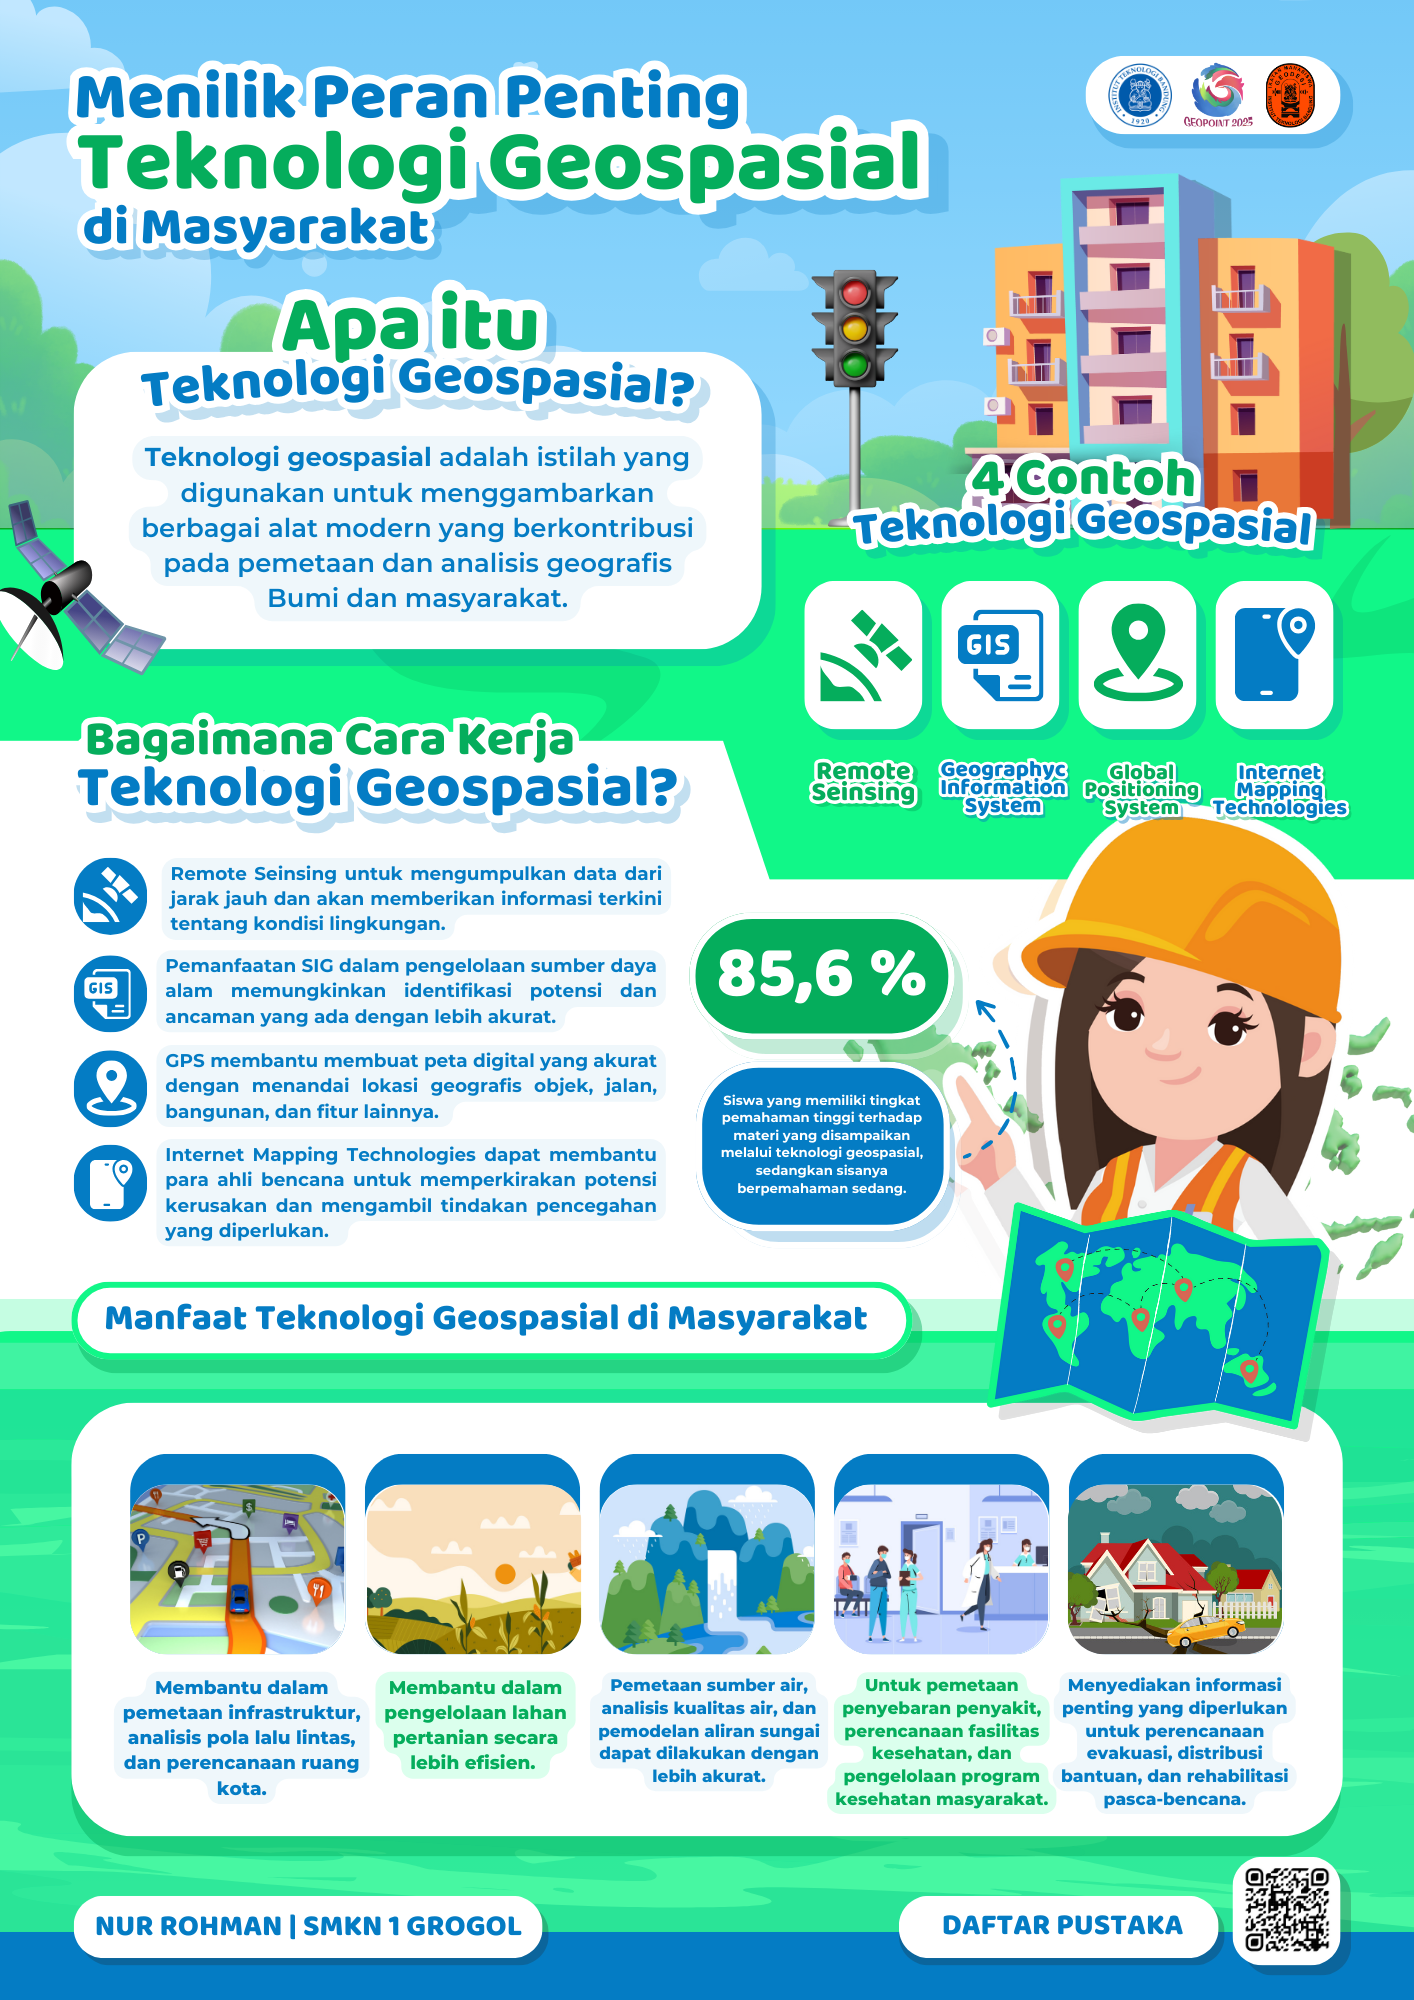 Menilik Peran Penting
Teknologi Geospasial
di Masyarakat
INSTITUT TEKNOLOGI BANDUNG
1920
GEOPOINT 2025
Apa itu
Teknologi Geospasial?
Teknologi geospasial adalah istilah yang
digunakan untuk menggambarkan
berbagai alat modern yang berkontribusi
pada pemetaan dan analisis geografis
Bumi dan masyarakat.
4 Contoh
Teknologi Geospasial
GIS
Remote
Seinsing
Geographyc
Information
System
Global
Positioning
System
Internet
Mapping
Technologies
Bagaimana Cara Kerja
Teknologi Geospasial?
Remote Seinsing untuk mengumpulkan data dari
jarak jauh dan akan memberikan informasi terkini
tentang kondisi lingkungan.
GIS
Pemanfaatan SIG dalam pengelolaan sumber daya
alam memungkinkan identifikasi potensi dan
ancaman yang ada dengan lebih akurat.
GPS membantu membuat peta digital yang akurat
dengan menandai lokasi geografis objek, jalan,
bangunan, dan fitur lainnya.
Internet Mapping Technologies dapat membantu
para ahli bencana untuk memperkirakan potensi
kerusakan dan mengambil tindakan pencegahan
yang diperlukan.
85,6 %
Siswa yang memiliki tingkat
pemahaman tinggi terhadap
materi yang disampaikan
melalui teknologi geospasial,
sedangkan sisanya
berpemahaman sedang.
Manfaat Teknologi Geospasial di Masyarakat
P
$
Membantu dalam
pemetaan infrastruktur,
analisis pola lalu lintas,
dan perencanaan ruang
kota.
Membantu dalam
pengelolaan lahan
pertanian secara
lebih efisien.
Pemetaan sumber air,
analisis kualitas air, dan
pemodelan aliran sungai
dapat dilakukan dengan
lebih akurat.
Untuk pemetaan
penyebaran penyakit,
perencanaan fasilitas
kesehatan, dan
pengelolaan program
kesehatan masyarakat.
Menyediakan informasi
penting yang diperlukan
untuk perencanaan
evakuasi, distribusi
bantuan, dan rehabilitasi
pasca-bencana.
NUR ROHMAN | SMKN 1 GROGOL
DAFTAR PUSTAKA